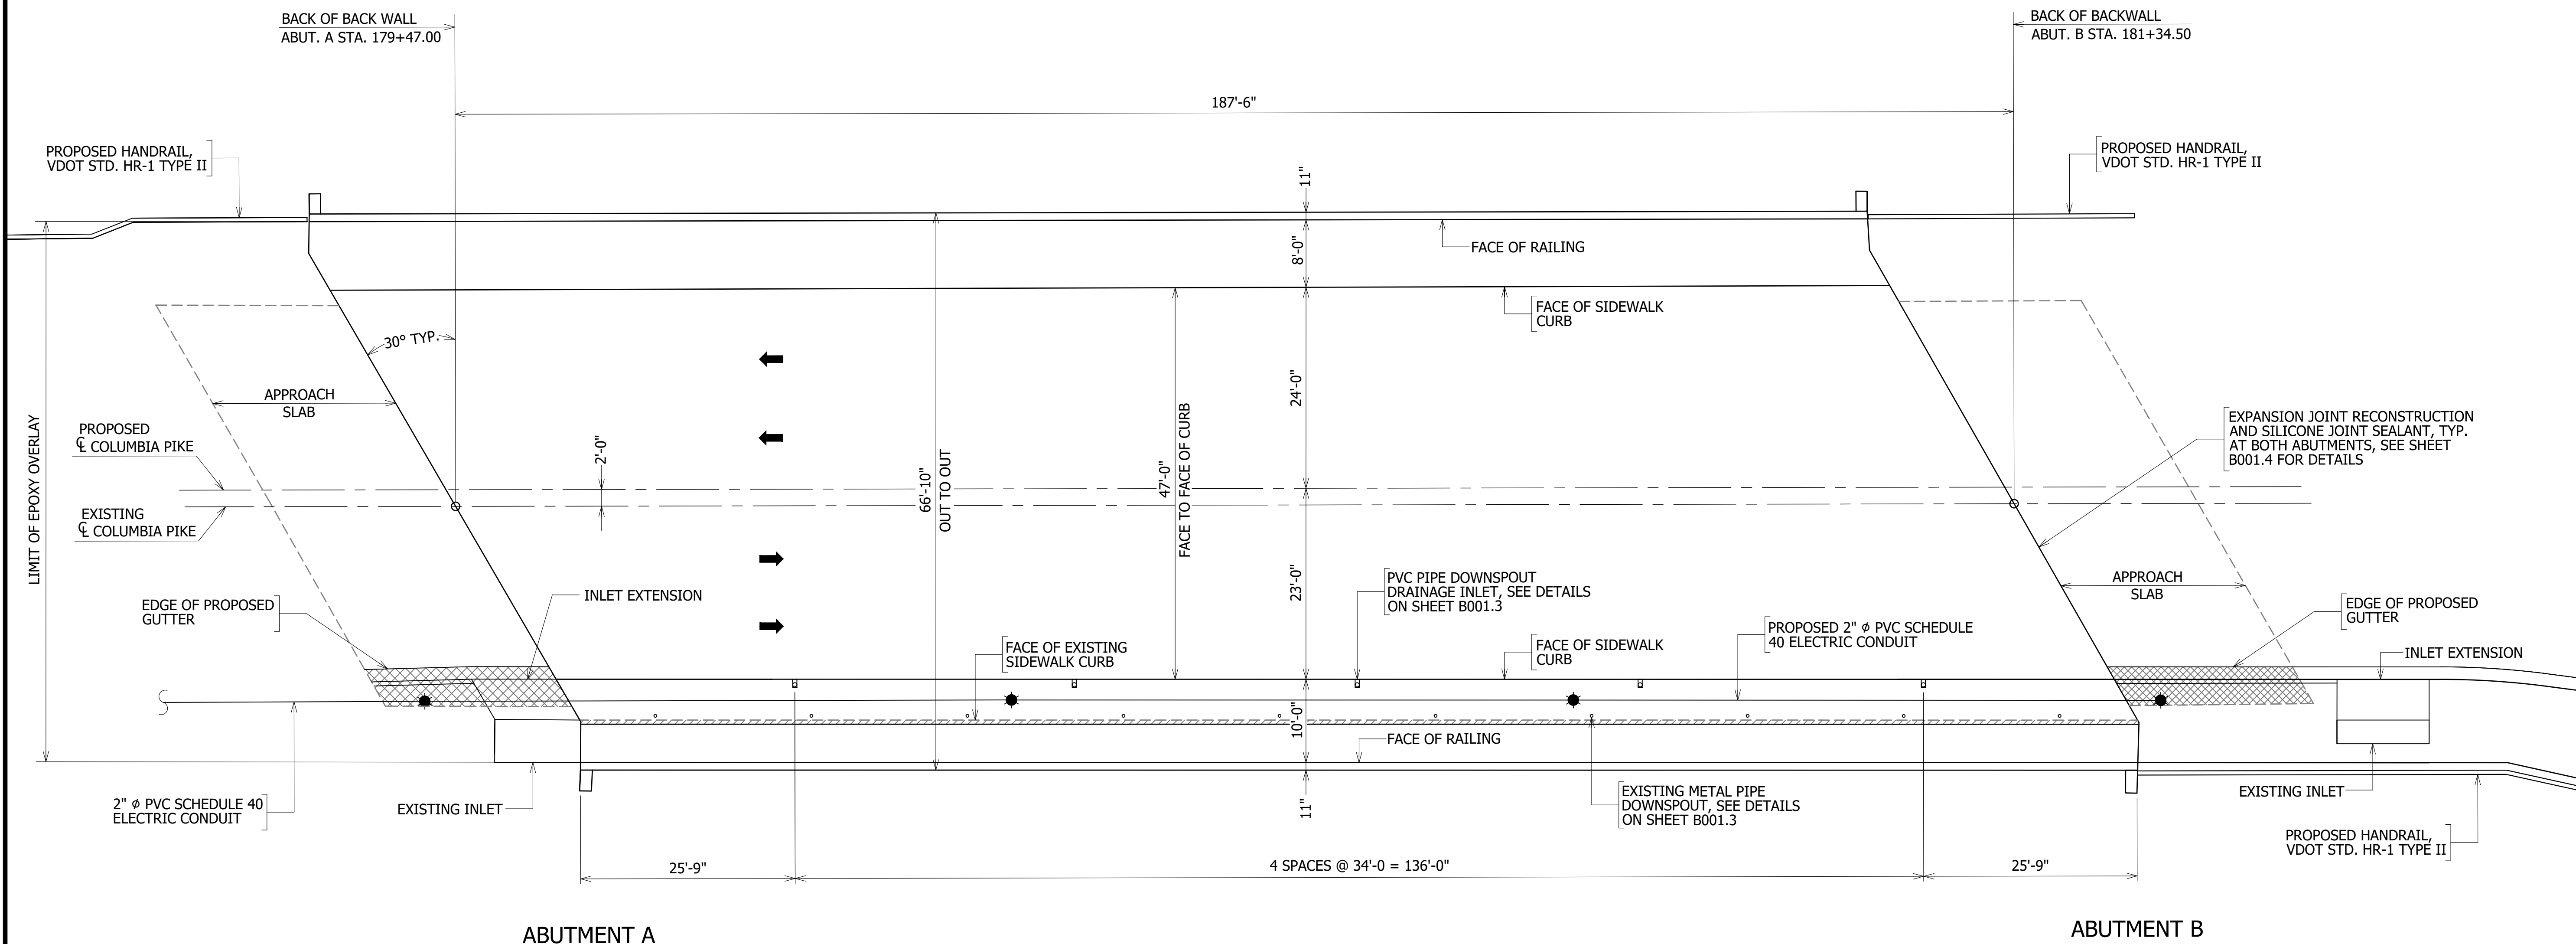 BACK OF BACK WALL
ABUT. A STA. 179+47.00
BACK OF BACKWALL
ABUT. B STA. 181+34.50
187'-6"
PROPOSED HANDRAIL,
VDOT STD. HR-1 TYPE II
PROPOSED HANDRAIL,
VDOT STD. HR-1 TYPE II
11"
FACE OF RAILING
8'-0"
FACE OF SIDEWALK
CURB
30° TYP.
APPROACH
SLAB
24'-0"
LIMIT OF EPOXY OVERLAY
PROPOSED
℄ COLUMBIA PIKE
2'-0"
66'-10"
OUT TO OUT
47'-0"
FACE TO FACE OF CURB
EXPANSION JOINT RECONSTRUCTION
AND SILICONE JOINT SEALANT, TYP.
AT BOTH ABUTMENTS, SEE SHEET
B001.4 FOR DETAILS
EXISTING
℄ COLUMBIA PIKE
23'-0"
PVC PIPE DOWNSPOUT
DRAINAGE INLET, SEE DETAILS
ON SHEET B001.3
APPROACH
SLAB
EDGE OF PROPOSED
GUTTER
INLET EXTENSION
FACE OF EXISTING
SIDEWALK CURB
FACE OF SIDEWALK
CURB
PROPOSED 2" φ PVC SCHEDULE
40 ELECTRIC CONDUIT
EDGE OF PROPOSED
GUTTER
INLET EXTENSION
10'-0"
FACE OF RAILING
2" φ PVC SCHEDULE 40
ELECTRIC CONDUIT
EXISTING INLET
11"
EXISTING METAL PIPE
DOWNSPOUT, SEE DETAILS
ON SHEET B001.3
EXISTING INLET
PROPOSED HANDRAIL,
VDOT STD. HR-1 TYPE II
25'-9"
4 SPACES @ 34'-0 = 136'-0"
25'-9"
ABUTMENT A
ABUTMENT B